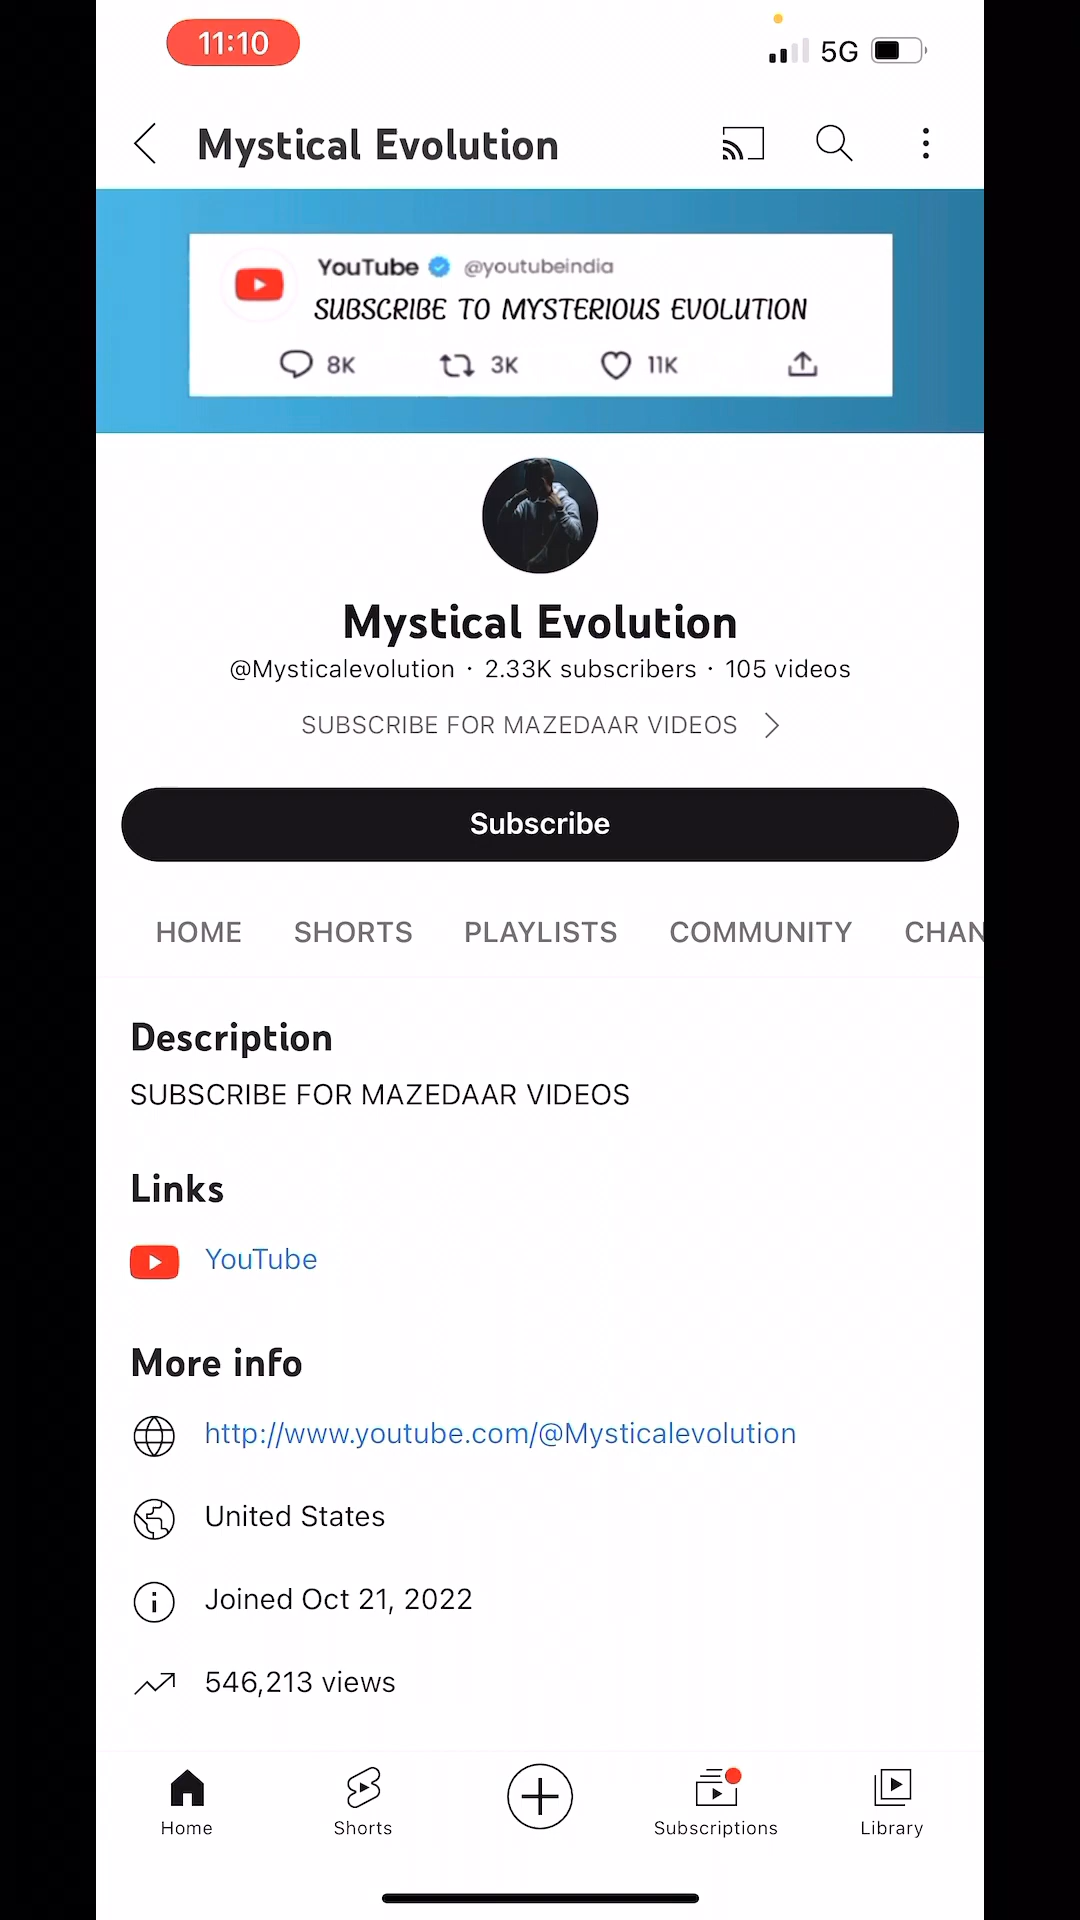 11:10
5G
Mystical Evolution
YouTube @youtubeindia
SUBSCRIBE TO MYSTERIOUS EVOLUTION
8K 3K 11K
Mystical Evolution
@Mysticalevolution · 2.33K subscribers · 105 videos
SUBSCRIBE FOR MAZEDAAR VIDEOS
Subscribe
HOME SHORTS PLAYLISTS COMMUNITY CHAN
Description
SUBSCRIBE FOR MAZEDAAR VIDEOS
Links
YouTube
More info
http://www.youtube.com/@Mysticalevolution
United States
Joined Oct 21, 2022
546,213 views
Home Shorts Subscriptions Library